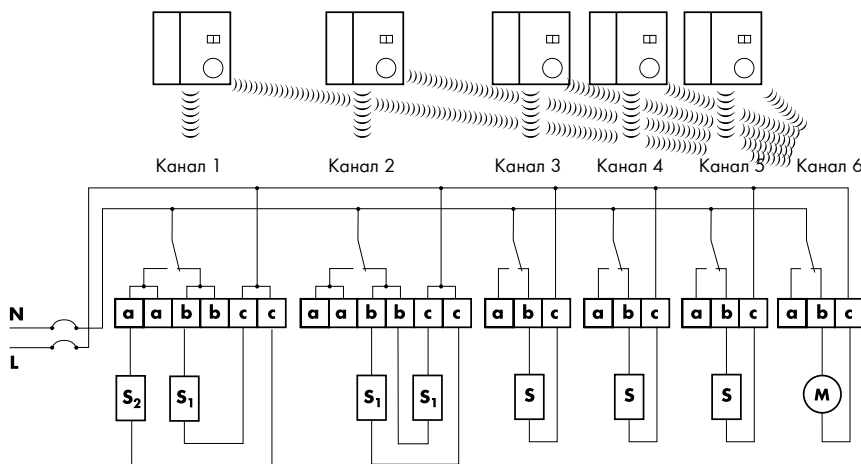 Канал 1 Канал 2 Канал 3 Канал 4 Канал 5 Канал 6
N
L
a a b b c c a a b b c c a b c a b c a b c a b c
S2 S1 S1 S1 S S S M